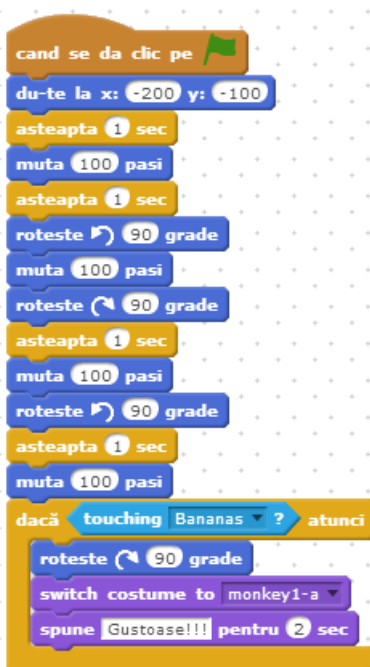 cand se da clic pe
du-te la x: -200 y: -100
asteapta 1 sec
muta 100 pasi
asteapta 1 sec
roteste 90 grade
muta 100 pasi
roteste 90 grade
asteapta 1 sec
muta 100 pasi
roteste 90 grade
asteapta 1 sec
muta 100 pasi
dacă touching Bananas ? atunci
roteste 90 grade
switch costume to monkey1-a
spune Gustoase!!! pentru 2 sec